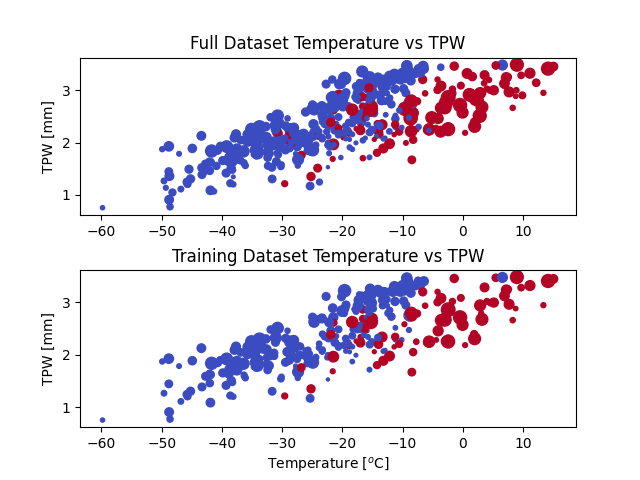 Full Dataset Temperature vs TPW
TPW [mm]
3
2
1
−60 −50 −40 −30 −20 −10 0 10
Training Dataset Temperature vs TPW
TPW [mm]
3
2
1
−60 −50 −40 −30 −20 −10 0 10
Temperature [°C]